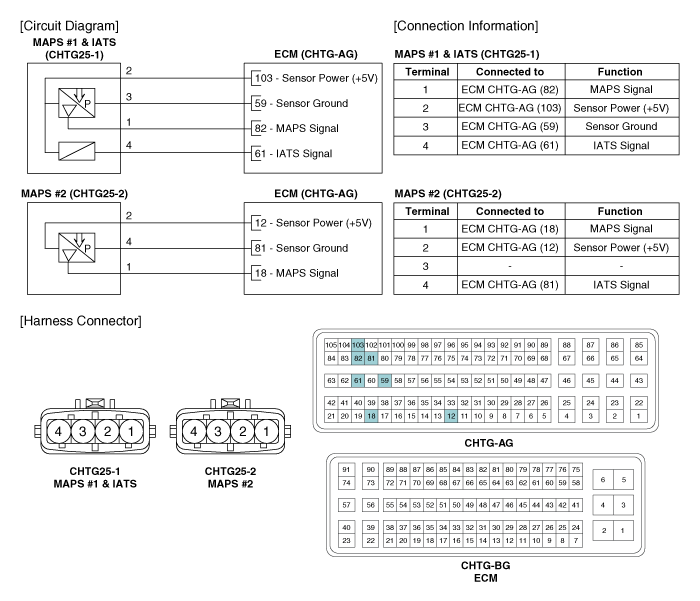 [Circuit Diagram]
MAPS #1 & IATS
(CHTG25-1)
ECM (CHTG-AG)
2
103 - Sensor Power (+5V)
3
59 - Sensor Ground
P
1
82 - MAPS Signal
4
61 - IATS Signal
MAPS #2 (CHTG25-2)
ECM (CHTG-AG)
2
12 - Sensor Power (+5V)
4
81 - Sensor Ground
P
1
18 - MAPS Signal
[Connection Information]
MAPS #1 & IATS (CHTG25-1)
Terminal Connected to Function
1 ECM CHTG-AG (82) MAPS Signal
2 ECM CHTG-AG (103) Sensor Power (+5V)
3 ECM CHTG-AG (59) Sensor Ground
4 ECM CHTG-AG (61) IATS Signal
MAPS #2 (CHTG25-2)
Terminal Connected to Function
1 ECM CHTG-AG (18) MAPS Signal
2 ECM CHTG-AG (12) Sensor Power (+5V)
3 - -
4 ECM CHTG-AG (81) IATS Signal
[Harness Connector]
4 3 2 1
CHTG25-1
MAPS #1 & IATS
4 3 2 1
CHTG25-2
MAPS #2
105 104 103 102 101 100 99 98 97 96 95 94 93 92 91 90 89 88 87 86 85
84 83 82 81 80 79 78 77 76 75 74 73 72 71 70 69 68 67 66 65 64
63 62 61 60 59 58 57 56 55 54 53 52 51 50 49 48 47 46 45 44 43
42 41 40 39 38 37 36 35 34 33 32 31 30 29 28 27 26 25 24 23 22
21 20 19 18 17 16 15 14 13 12 11 10 9 8 7 6 5 4 3 2 1
CHTG-AG
91 90 89 88 87 86 85 84 83 82 81 80 79 78 77 76 75
74 73 72 71 70 69 68 67 66 65 64 63 62 61 60 59 58
6 5
57 56 55 54 53 52 51 50 49 48 47 46 45 44 43 42 41
4 3
40 39 38 37 36 35 34 33 32 31 30 29 28 27 26 25 24
23 22 21 20 19 18 17 16 15 14 13 12 11 10 9 8 7
2 1
CHTG-BG
ECM